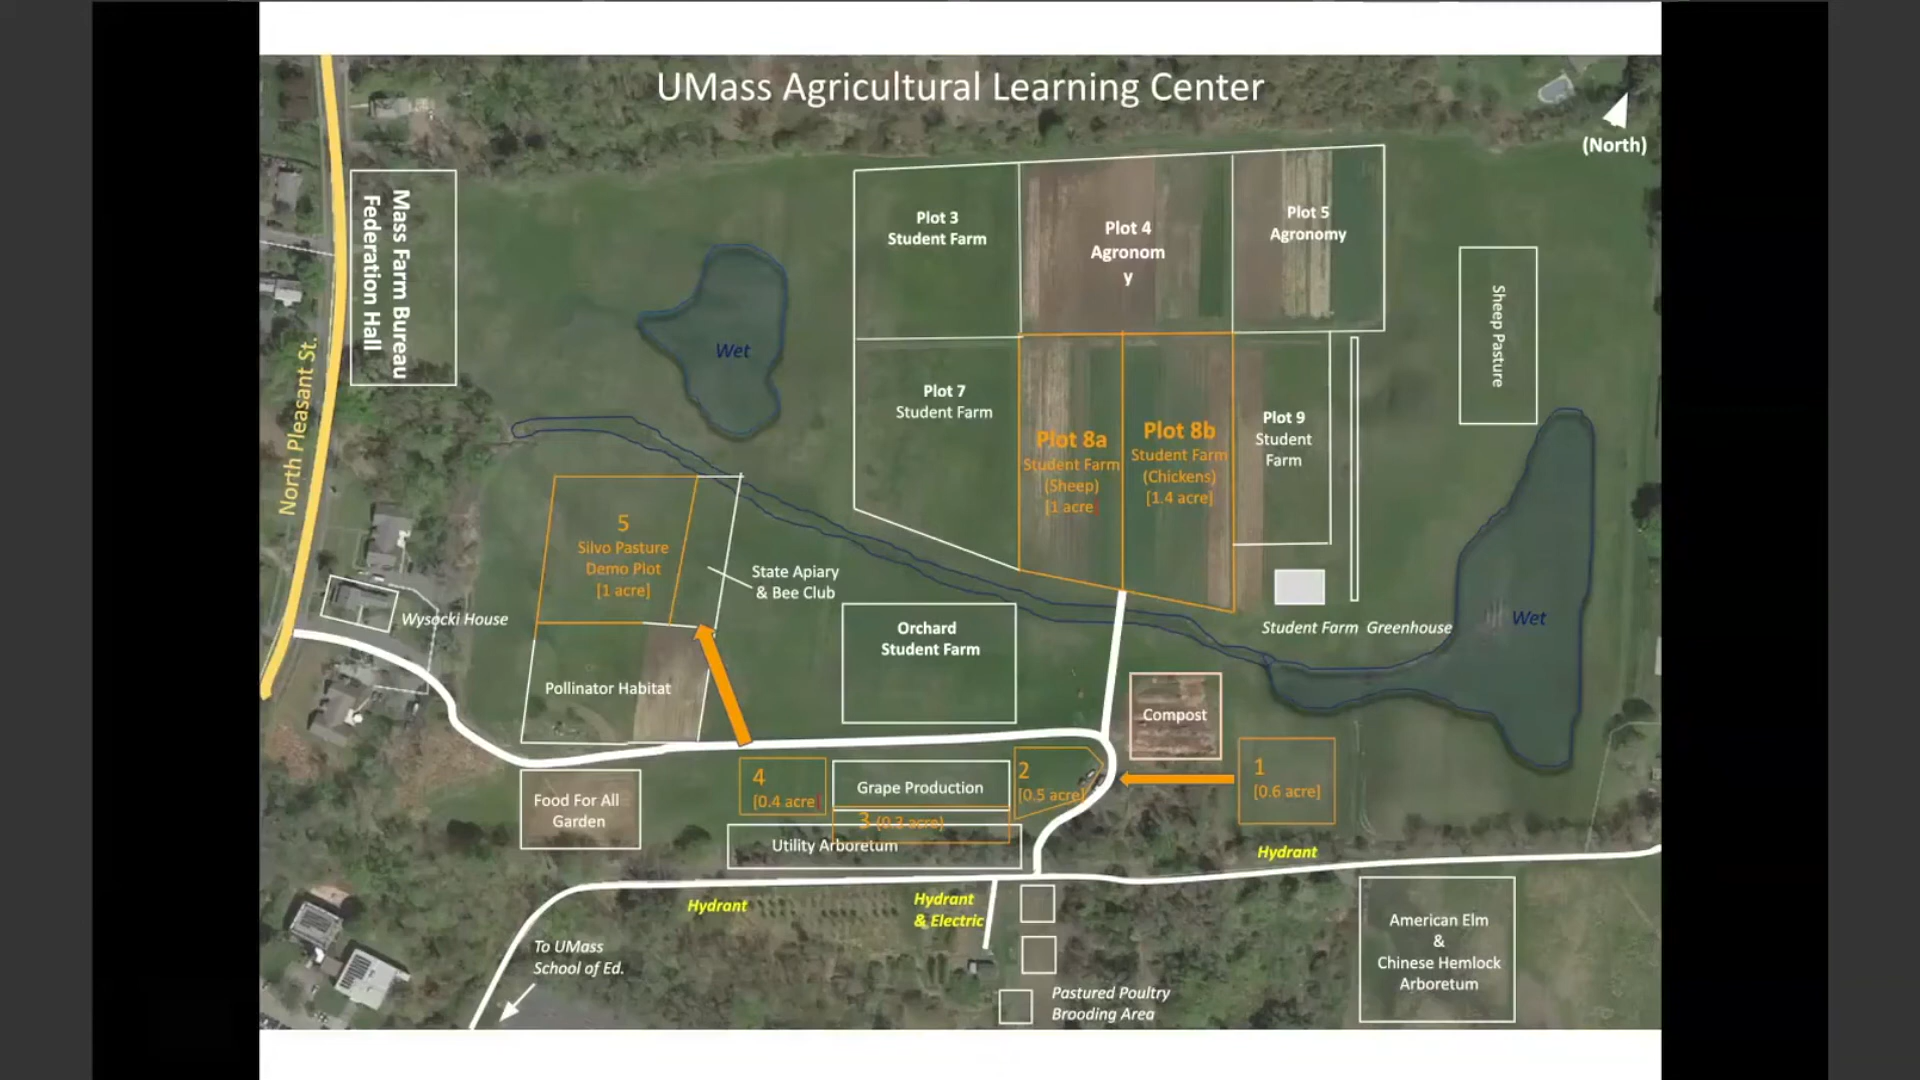 UMass Agricultural Learning Center
(North)
Mass Farm Bureau
Federation Hall
North Pleasant St.
Plot 3
Student Farm
Plot 4
Agronom
y
Plot 5
Agronomy
Sheep Pasture
Wet
Plot 7
Student Farm
Plot 8a
Student Farm
(Sheep)
[1 acre]
Plot 8b
Student Farm
(Chickens)
[1.4 acre]
Plot 9
Student
Farm
5
Silvo Pasture
Demo Plot
[1 acre]
State Apiary
& Bee Club
Wysocki House
Orchard
Student Farm
Student Farm Greenhouse
Wet
Pollinator Habitat
Compost
4
[0.4 acre]
Grape Production
2
[0.5 acre]
1
[0.6 acre]
Food For All
Garden
3 (0.3 acre)
Utility Arboretum
Hydrant
Hydrant
Hydrant
& Electric
To UMass
School of Ed.
American Elm
&
Chinese Hemlock
Arboretum
Pastured Poultry
Brooding Area